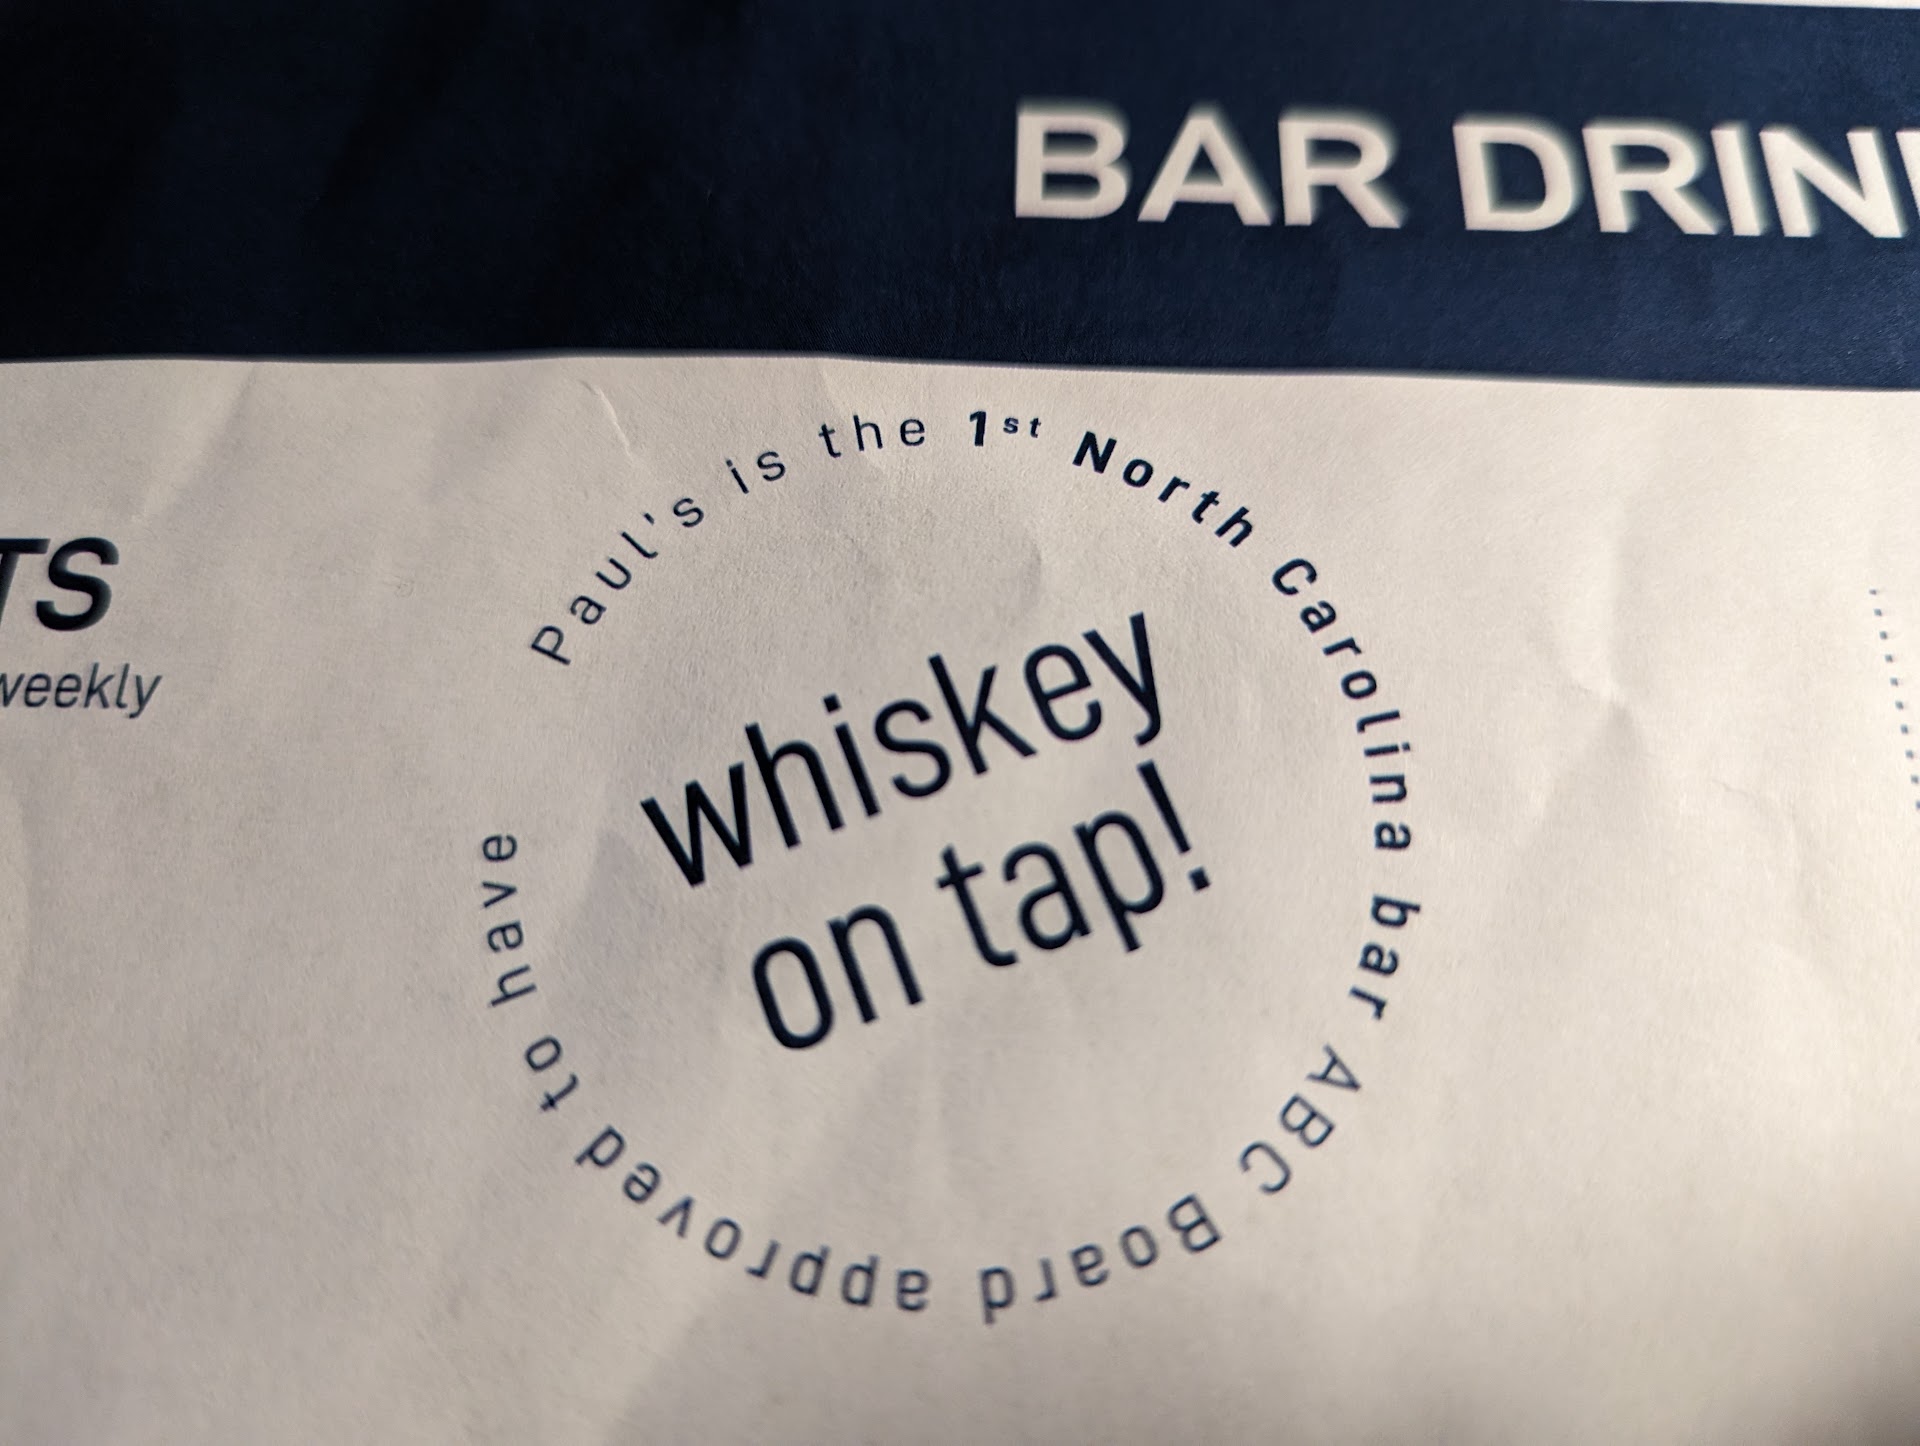 BAR DRIN
TS
weekly
Paul's is the 1st North Carolina bar ABC Board approved to have
whiskey
on tap!